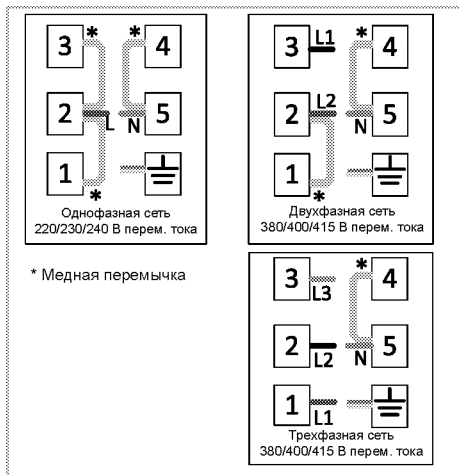 3 * * 4
2 L N 5
1 *
Однофазная сеть
220/230/240 В перем. тока
3 L1 * 4
2 L2 N 5
1 *
Двухфазная сеть
380/400/415 В перем. тока
* Медная перемычка
3 L3 * 4
2 L2 N 5
1 L1
Трехфазная сеть
380/400/415 В перем. тока